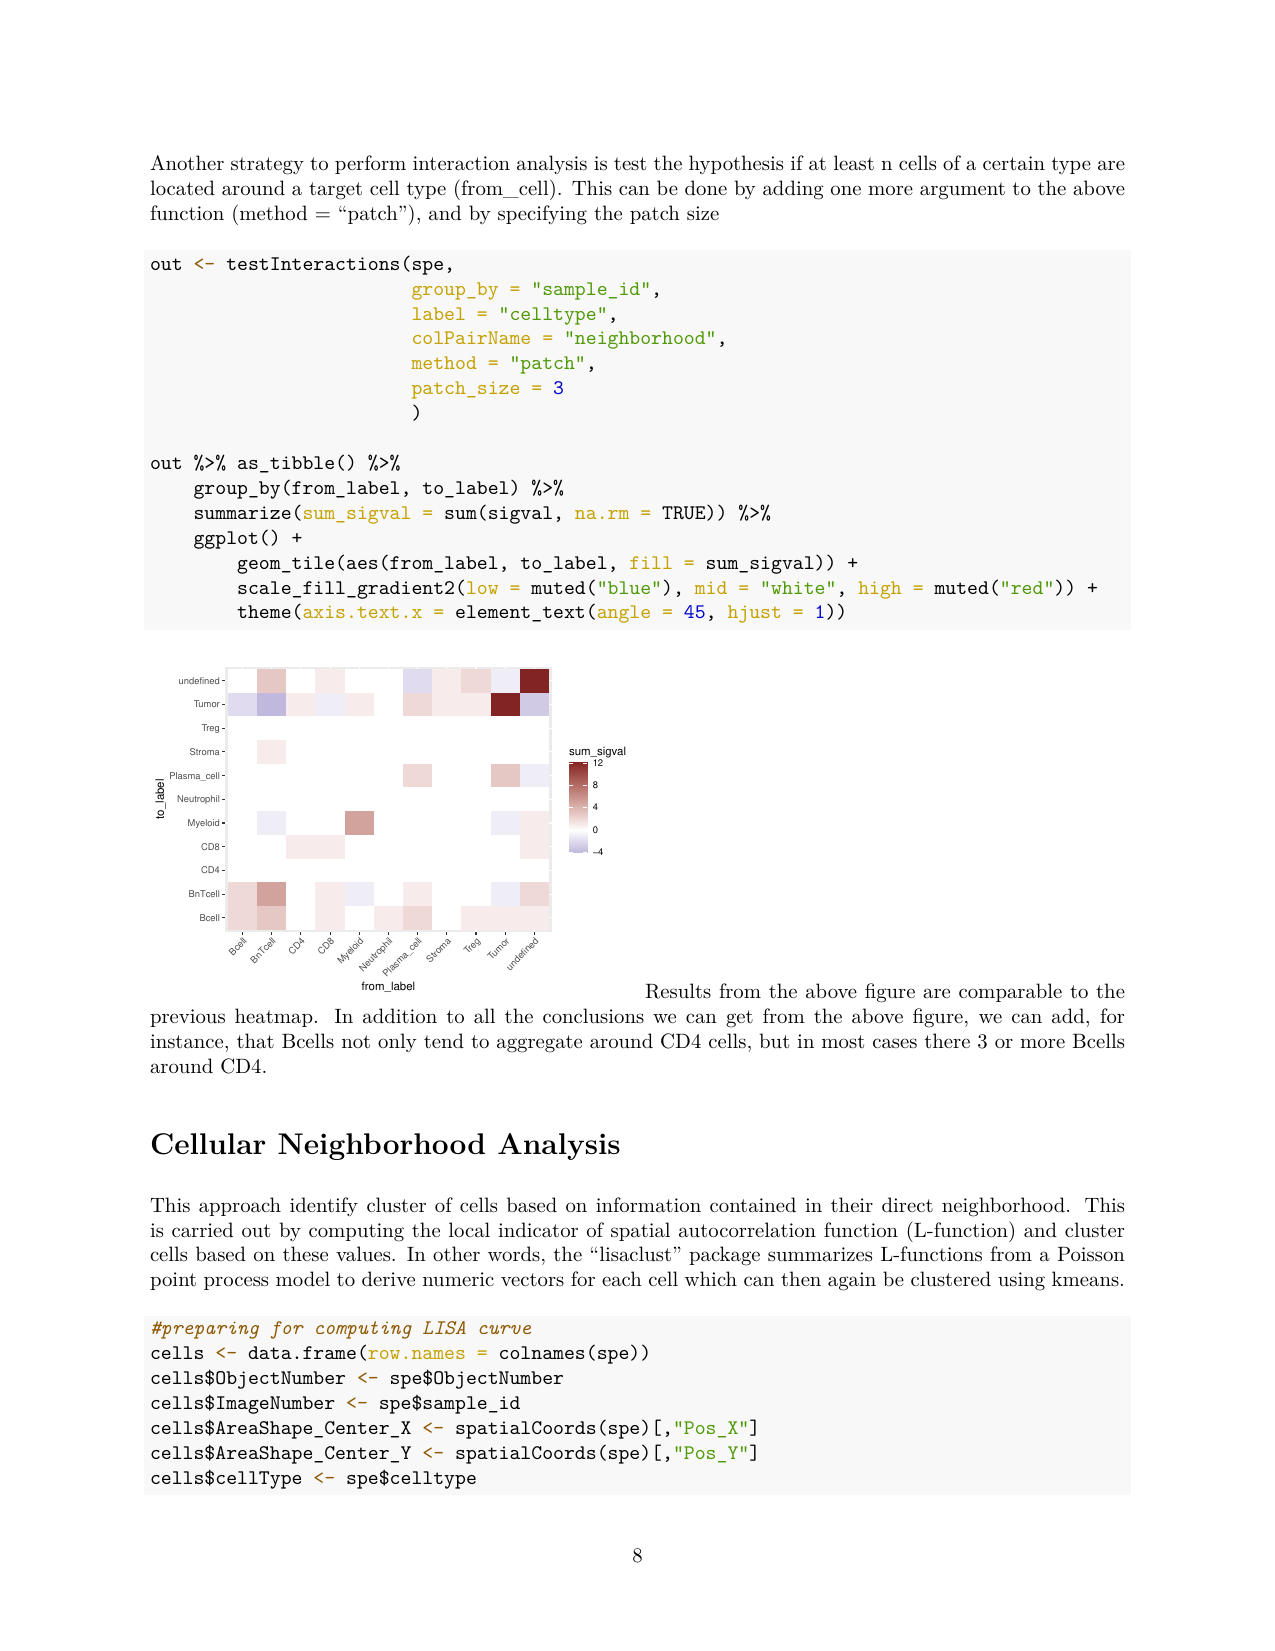 Another strategy to perform interaction analysis is test the hypothesis if at least n cells of a certain type are
located around a target cell type (from_cell). This can be done by adding one more argument to the above
function (method = “patch”), and by specifying the patch size
out <- testInteractions(spe,
group_by = "sample_id",
label = "celltype",
colPairName = "neighborhood",
method = "patch",
patch_size = 3
)
out %>% as_tibble() %>%
group_by(from_label, to_label) %>%
summarize(sum_sigval = sum(sigval, na.rm = TRUE)) %>%
ggplot() +
geom_tile(aes(from_label, to_label, fill = sum_sigval)) +
scale_fill_gradient2(low = muted("blue"), mid = "white", high = muted("red")) +
theme(axis.text.x = element_text(angle = 45, hjust = 1))
undefined
Tumor
Treg
Stroma
Plasma_cell
Neutrophil
Myeloid
CD8
CD4
BnTcell
Bcell
to_label
Bcell
BnTcell
CD4
CD8
Myeloid
Neutrophil
Plasma_cell
Stroma
Treg
Tumor
undefined
from_label
sum_sigval
12
8
4
0
−4
Results from the above figure are comparable to the
previous heatmap. In addition to all the conclusions we can get from the above figure, we can add, for
instance, that Bcells not only tend to aggregate around CD4 cells, but in most cases there 3 or more Bcells
around CD4.
Cellular Neighborhood Analysis
This approach identify cluster of cells based on information contained in their direct neighborhood. This
is carried out by computing the local indicator of spatial autocorrelation function (L-function) and cluster
cells based on these values. In other words, the “lisaclust” package summarizes L-functions from a Poisson
point process model to derive numeric vectors for each cell which can then again be clustered using kmeans.
#preparing for computing LISA curve
cells <- data.frame(row.names = colnames(spe))
cells$ObjectNumber <- spe$ObjectNumber
cells$ImageNumber <- spe$sample_id
cells$AreaShape_Center_X <- spatialCoords(spe)[,"Pos_X"]
cells$AreaShape_Center_Y <- spatialCoords(spe)[,"Pos_Y"]
cells$cellType <- spe$celltype
8